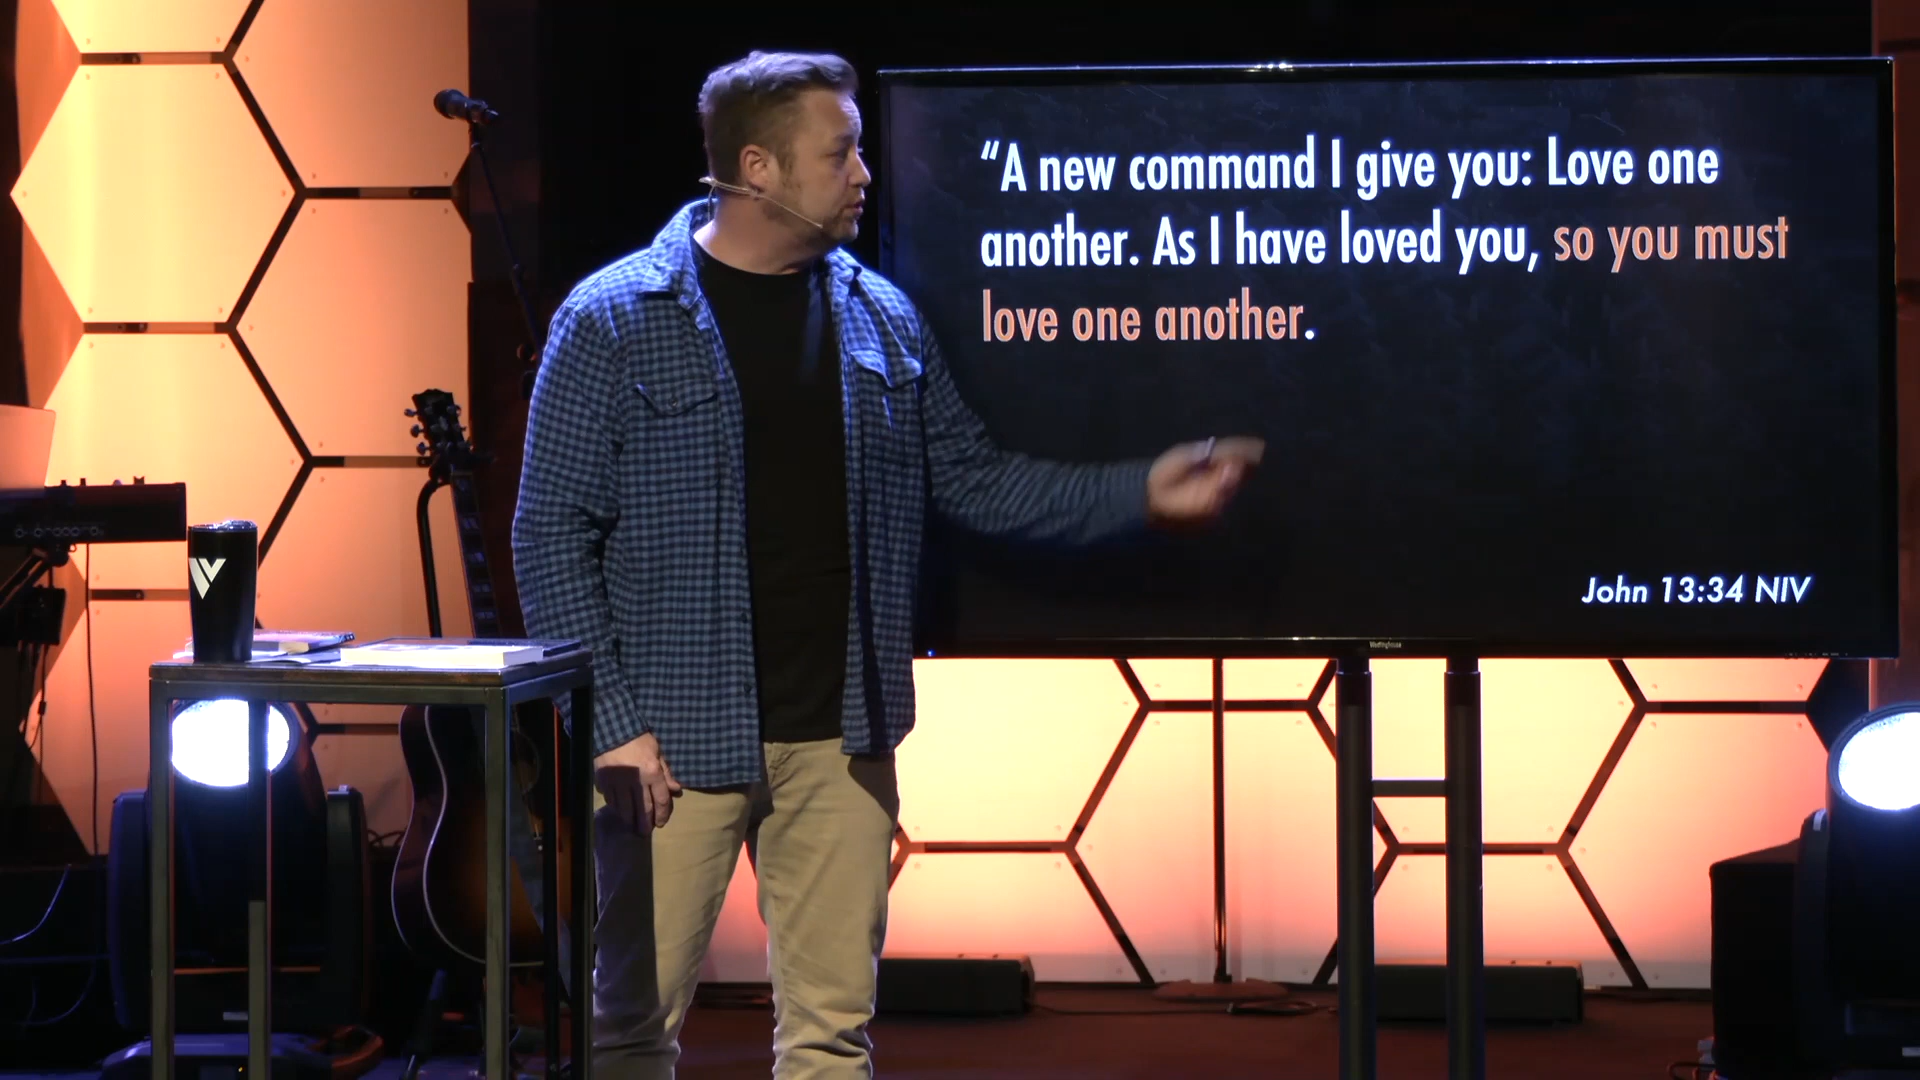 “A new command I give you: Love one
another. As I have loved you, so you must
love one another.
John 13:34 NIV
Westinghouse